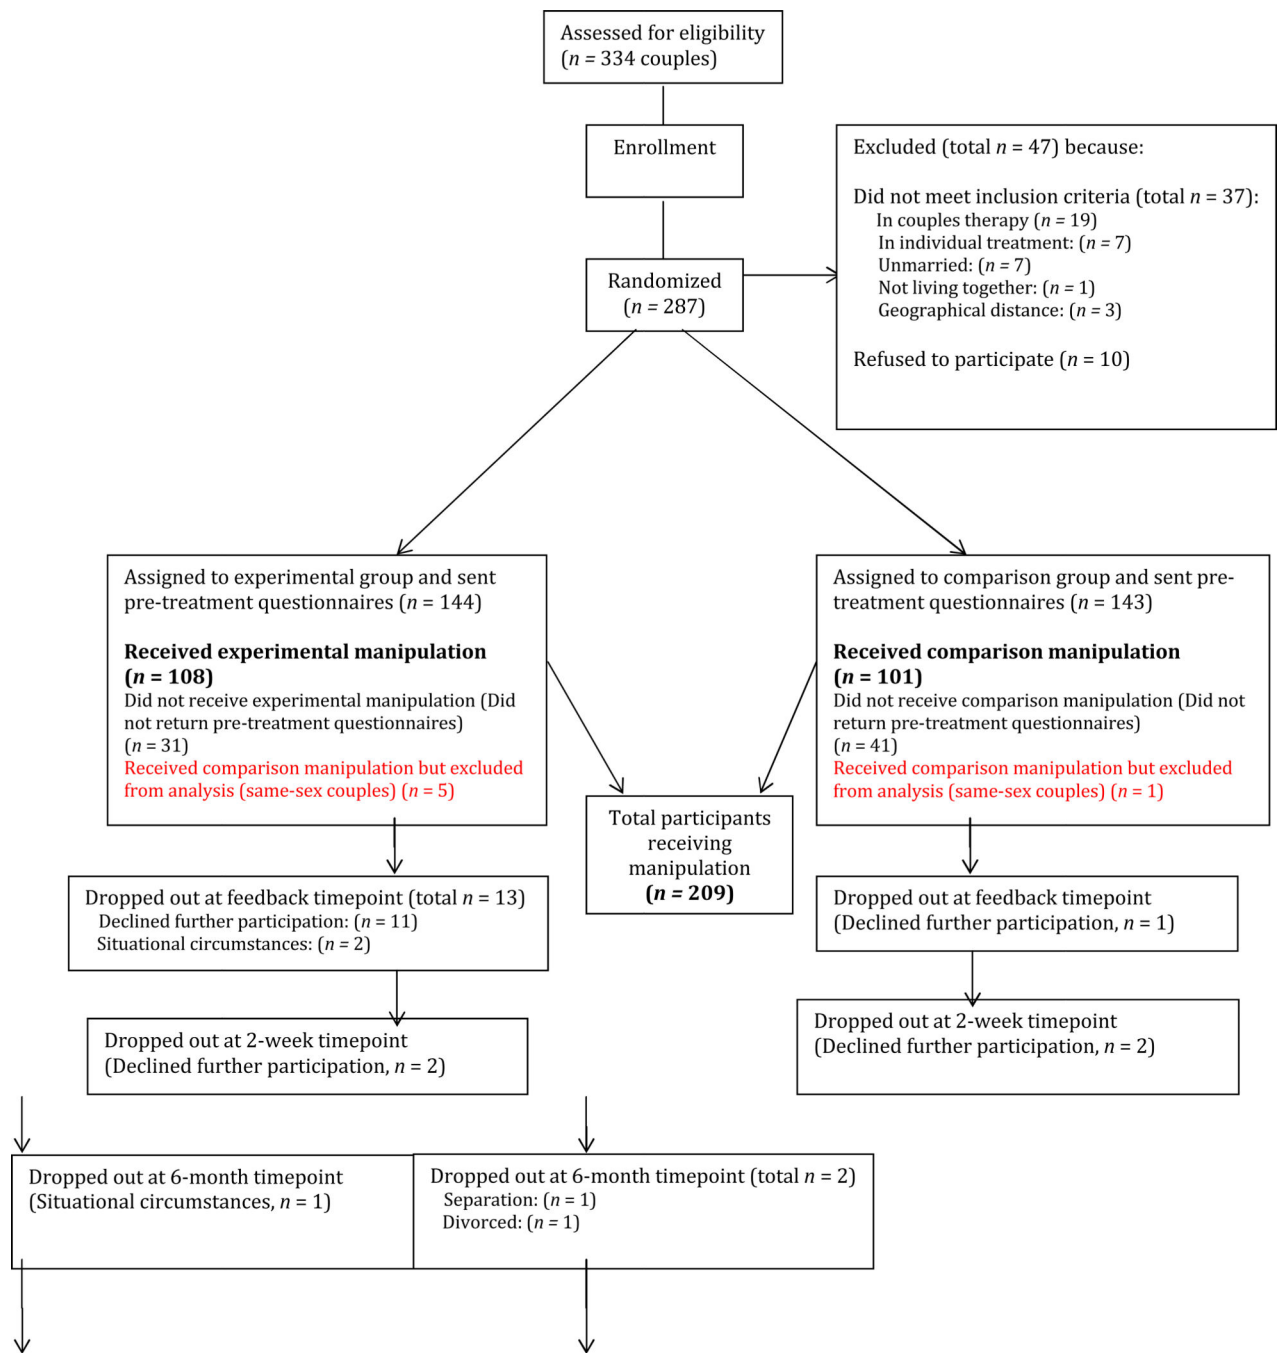 Assessed for eligibility
(n = 334 couples)
Enrollment
Excluded (total n = 47) because:
Did not meet inclusion criteria (total n = 37):
In couples therapy (n = 19)
In individual treatment: (n = 7)
Unmarried: (n = 7)
Not living together: (n = 1)
Geographical distance: (n = 3)
Refused to participate (n = 10)
Randomized
(n = 287)
Assigned to experimental group and sent
pre-treatment questionnaires (n = 144)
Received experimental manipulation
(n = 108)
Did not receive experimental manipulation (Did
not return pre-treatment questionnaires)
(n = 31)
Received comparison manipulation but excluded
from analysis (same-sex couples) (n = 5)
Assigned to comparison group and sent pre-
treatment questionnaires (n = 143)
Received comparison manipulation
(n = 101)
Did not receive comparison manipulation (Did not
return pre-treatment questionnaires)
(n = 41)
Received comparison manipulation but excluded
from analysis (same-sex couples) (n = 1)
Total participants
receiving
manipulation
(n = 209)
Dropped out at feedback timepoint (total n = 13)
Declined further participation: (n = 11)
Situational circumstances: (n = 2)
Dropped out at feedback timepoint
(Declined further participation, n = 1)
Dropped out at 2-week timepoint
(Declined further participation, n = 2)
Dropped out at 2-week timepoint
(Declined further participation, n = 2)
Dropped out at 6-month timepoint
(Situational circumstances, n = 1)
Dropped out at 6-month timepoint (total n = 2)
Separation: (n = 1)
Divorced: (n = 1)